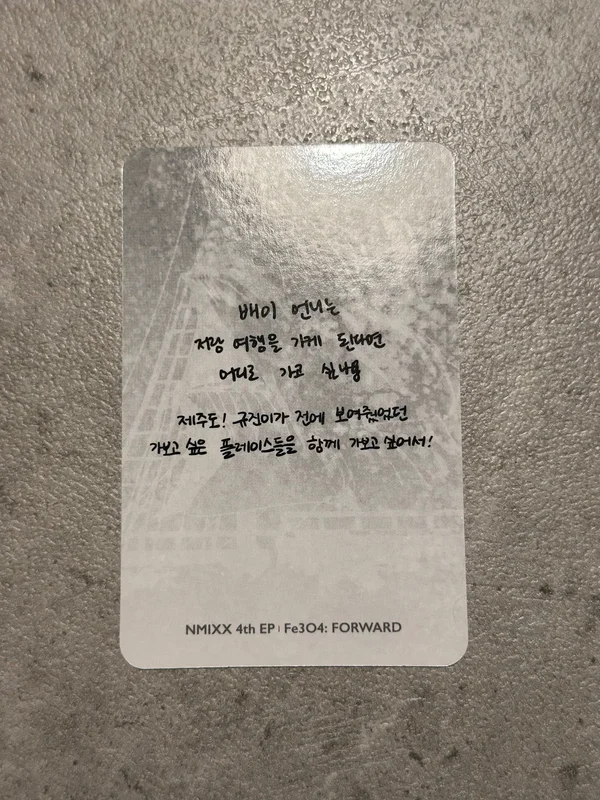 배이 언니는
저랑 여행을 가게 된다면
어디로 가고 싶나용
제주도! 규진이가 전에 보여줬었던
가보고 싶은 플레이스들을 함께 가보고 싶어서!
NMIXX 4th EP | Fe3O4: FORWARD